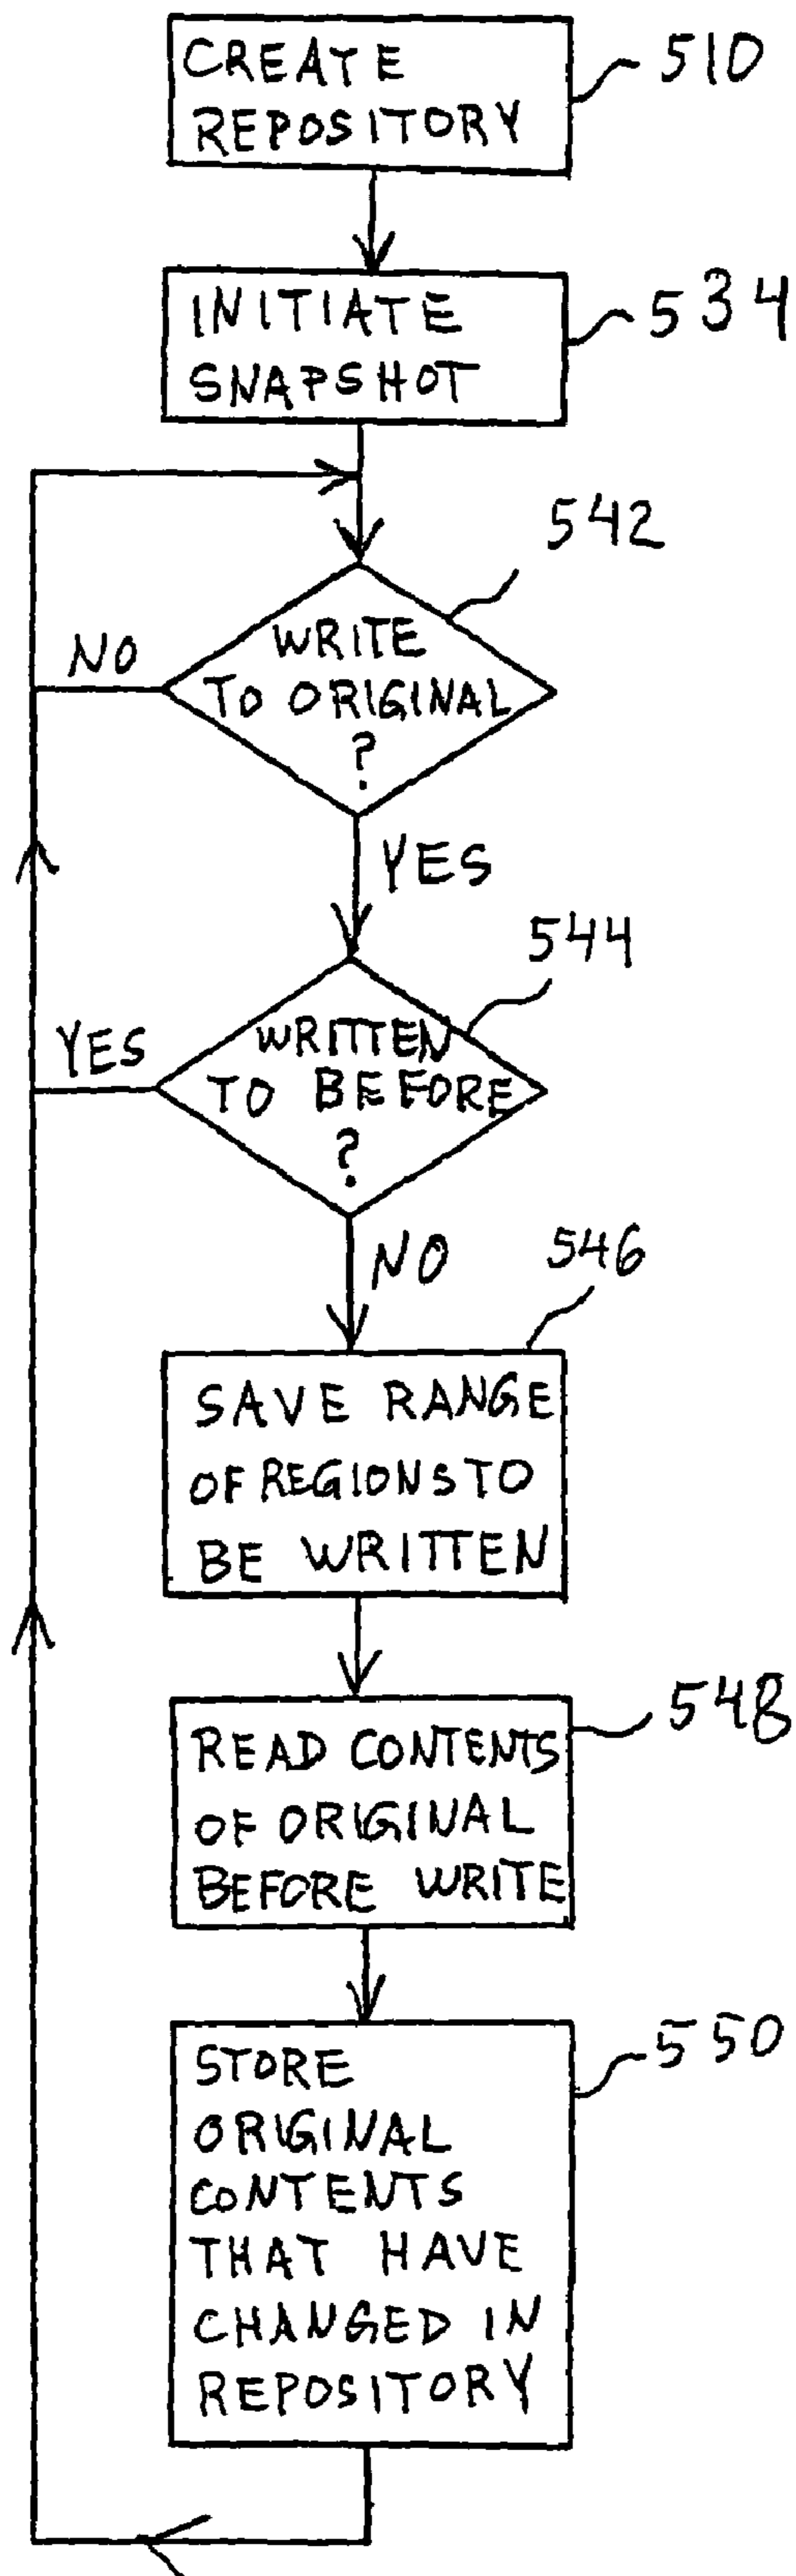 CREATE
REPOSITORY
510
INITIATE
SNAPSHOT
534
542
WRITE
TO ORIGINAL
?
NO
YES
544
WRITTEN
TO BEFORE
?
YES
NO
546
SAVE RANGE
OF REGIONS TO
BE WRITTEN
548
READ CONTENTS
OF ORIGINAL
BEFORE WRITE
550
STORE
ORIGINAL
CONTENTS
THAT HAVE
CHANGED IN
REPOSITORY